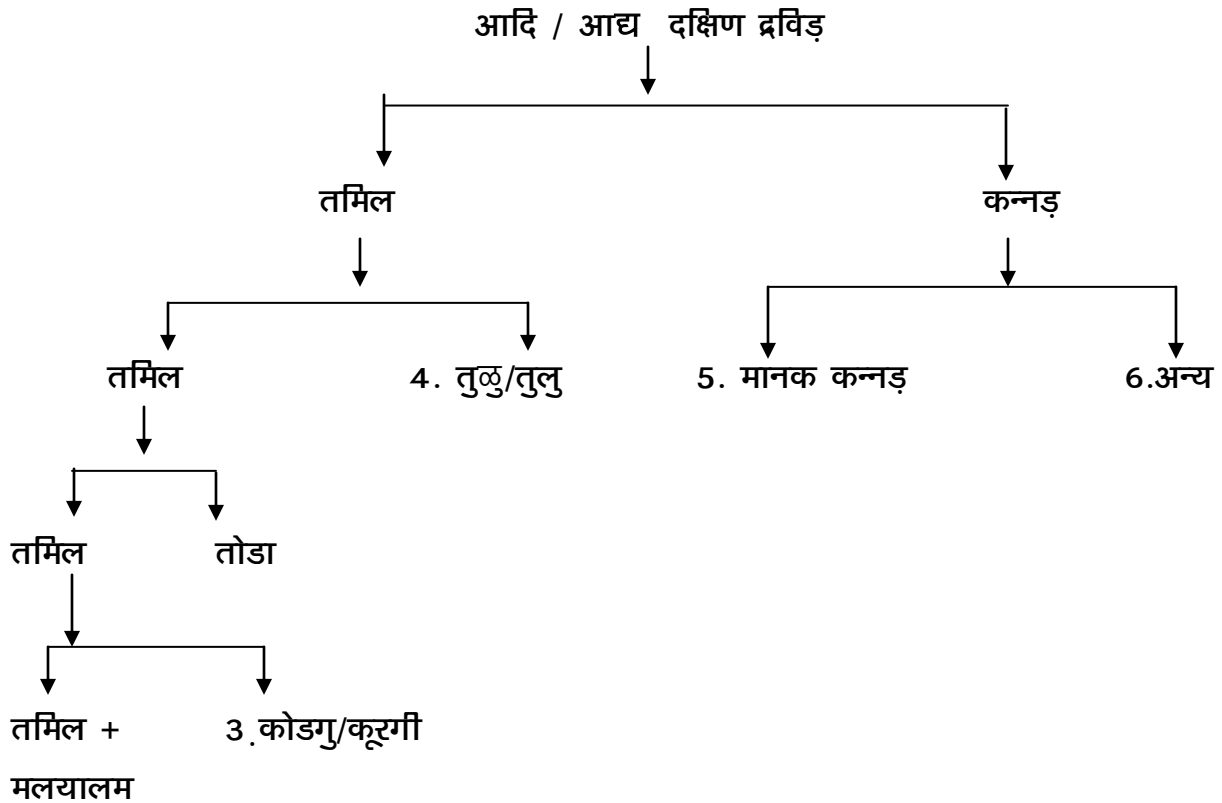 आदि / आद्य दक्षिण द्रविड़
तमिल कन्नड़
तमिल 4. तुळु/तुलु 5. मानक कन्नड़ 6.अन्य
तमिल तोडा
तमिल + 3.कोडगु/कूरगी
मलयालम